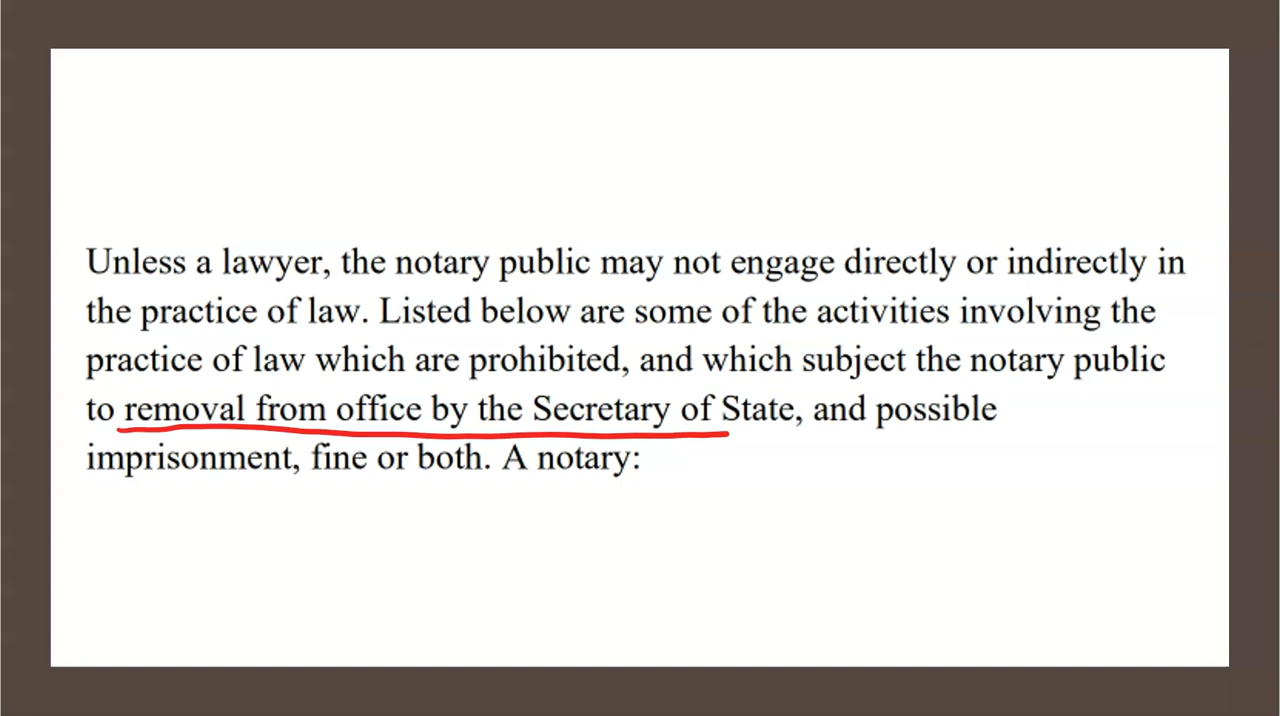 Unless a lawyer, the notary public may not engage directly or indirectly in
the practice of law. Listed below are some of the activities involving the
practice of law which are prohibited, and which subject the notary public
to removal from office by the Secretary of State, and possible
imprisonment, fine or both. A notary: